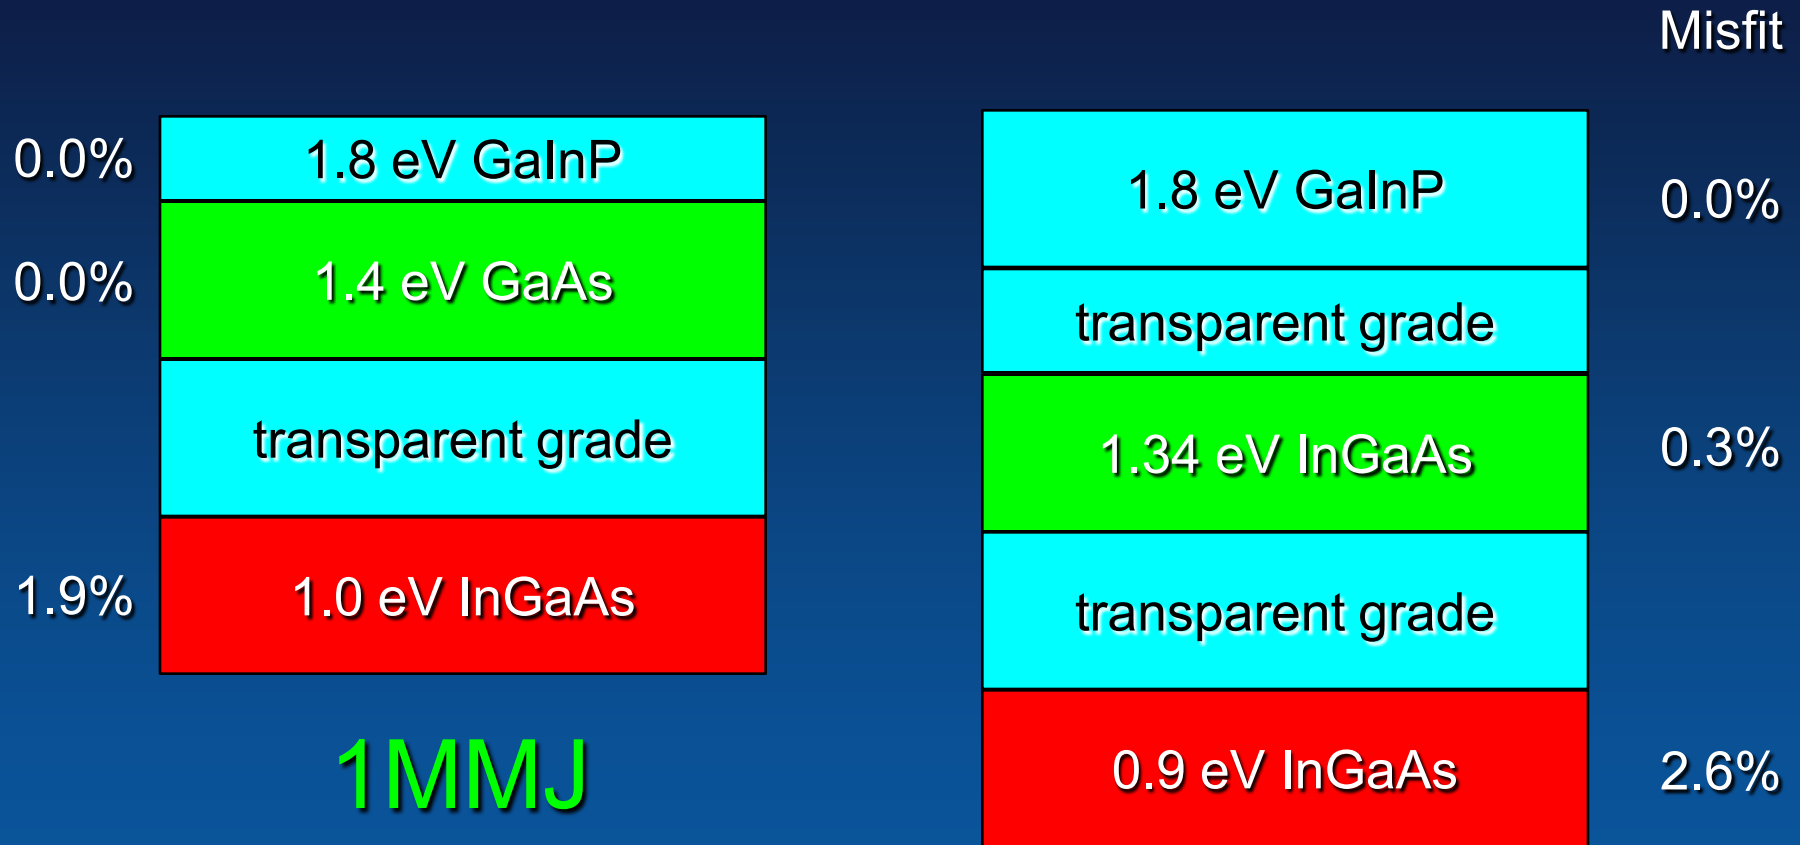 Misfit
0.0% 1.8 eV GaInP
0.0% 1.4 eV GaAs
transparent grade
1.9% 1.0 eV InGaAs
1MMJ
1.8 eV GaInP 0.0%
transparent grade
1.34 eV InGaAs 0.3%
transparent grade
0.9 eV InGaAs 2.6%